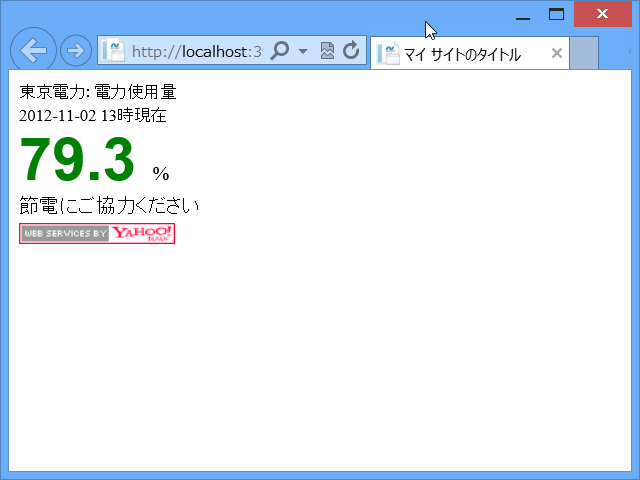 http://localhost:3
マイ サイトのタイトル
東京電力: 電力使用量
2012-11-02 13時現在
79.3 %
節電にご協力ください
WEB SERVICES BY YAHOO! JAPAN